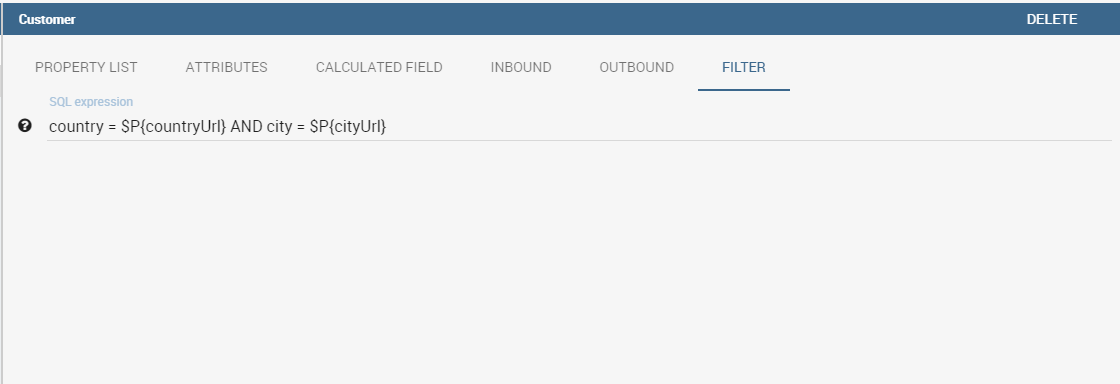 Customer DELETE
PROPERTY LIST ATTRIBUTES CALCULATED FIELD INBOUND OUTBOUND FILTER
SQL expression
country = $P{countryUrl} AND city = $P{cityUrl}